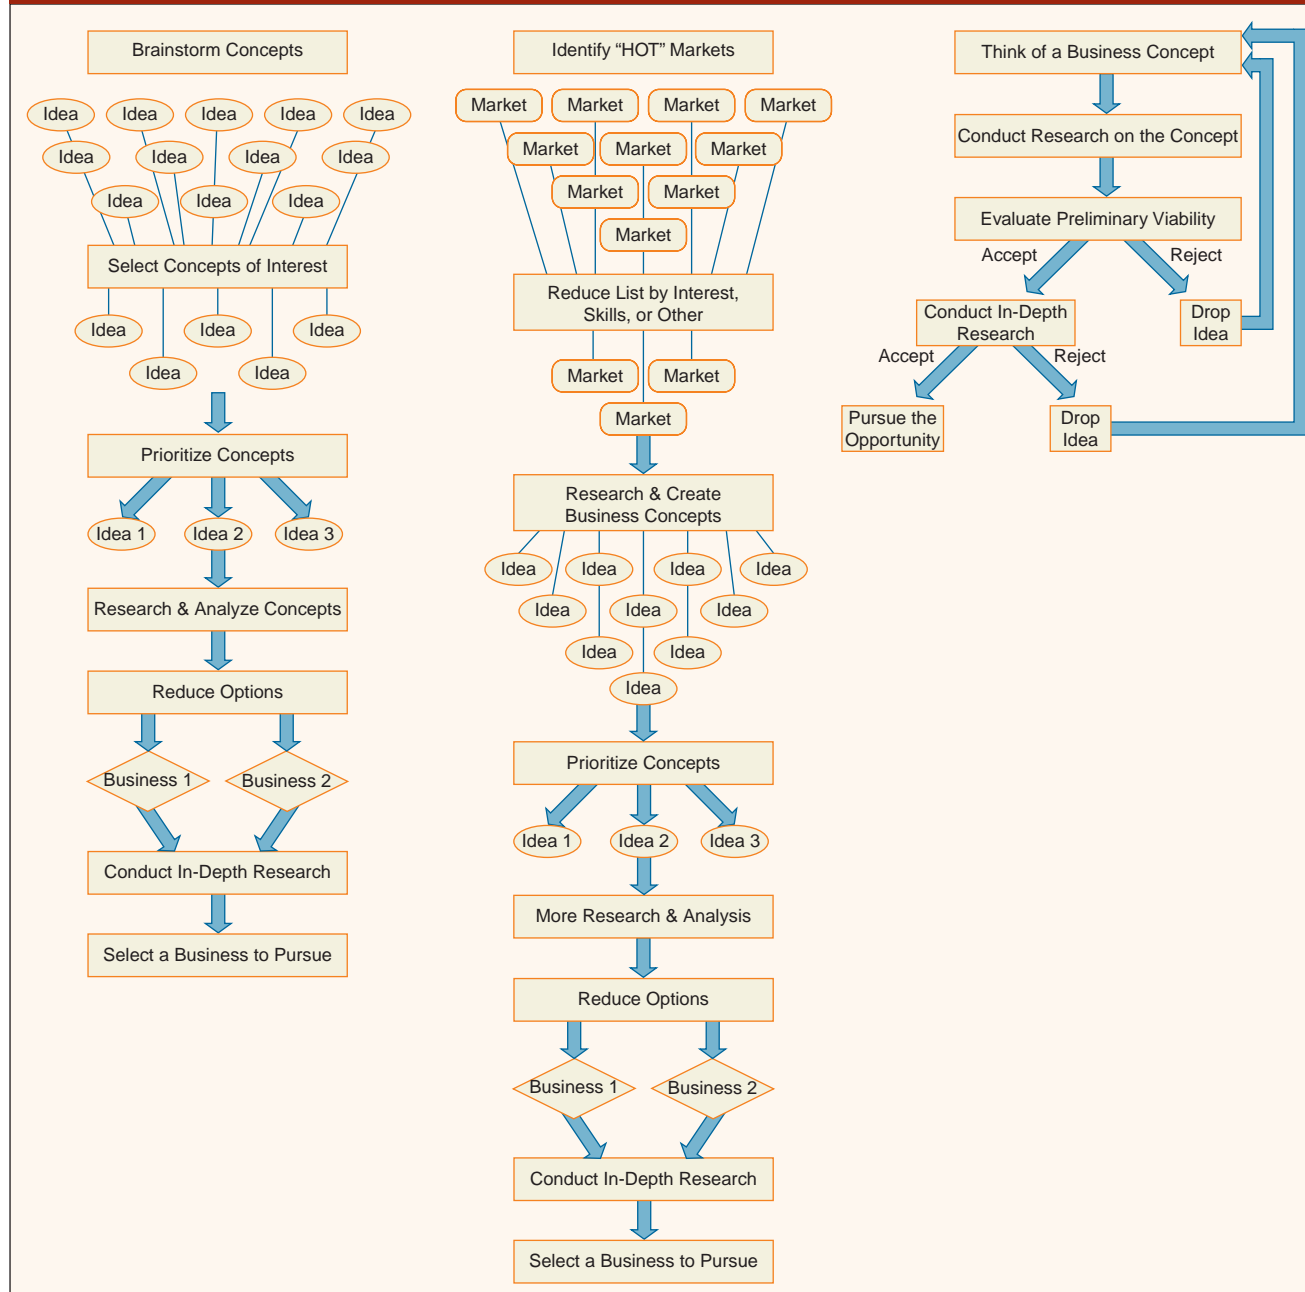 Brainstorm Concepts
Idea
Idea
Idea
Idea
Idea
Idea
Idea
Idea
Idea
Idea
Idea
Idea
Select Concepts of Interest
Idea
Idea
Idea
Idea
Idea
Prioritize Concepts
Idea 1
Idea 2
Idea 3
Research & Analyze Concepts
Reduce Options
Business 1
Business 2
Conduct In-Depth Research
Select a Business to Pursue
Identify “HOT” Markets
Market
Market
Market
Market
Market
Market
Market
Market
Market
Market
Reduce List by Interest,
Skills, or Other
Market
Market
Market
Research & Create
Business Concepts
Idea
Idea
Idea
Idea
Idea
Idea
Idea
Idea
Idea
Idea
Prioritize Concepts
Idea 1
Idea 2
Idea 3
More Research & Analysis
Reduce Options
Business 1
Business 2
Conduct In-Depth Research
Select a Business to Pursue
Think of a Business Concept
Conduct Research on the Concept
Evaluate Preliminary Viability
Accept
Reject
Conduct In-Depth
Research
Drop
Idea
Accept
Reject
Pursue the
Opportunity
Drop
Idea